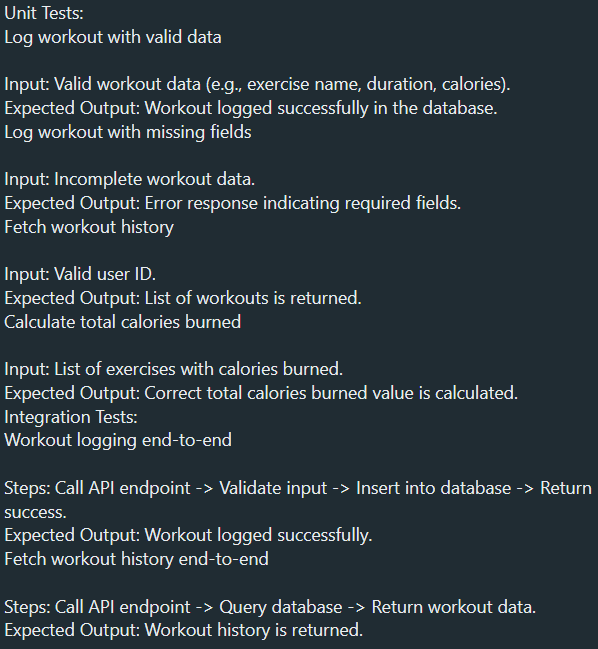 Unit Tests:
Log workout with valid data
Input: Valid workout data (e.g., exercise name, duration, calories).
Expected Output: Workout logged successfully in the database.
Log workout with missing fields
Input: Incomplete workout data.
Expected Output: Error response indicating required fields.
Fetch workout history
Input: Valid user ID.
Expected Output: List of workouts is returned.
Calculate total calories burned
Input: List of exercises with calories burned.
Expected Output: Correct total calories burned value is calculated.
Integration Tests:
Workout logging end-to-end
Steps: Call API endpoint -> Validate input -> Insert into database -> Return
success.
Expected Output: Workout logged successfully.
Fetch workout history end-to-end
Steps: Call API endpoint -> Query database -> Return workout data.
Expected Output: Workout history is returned.